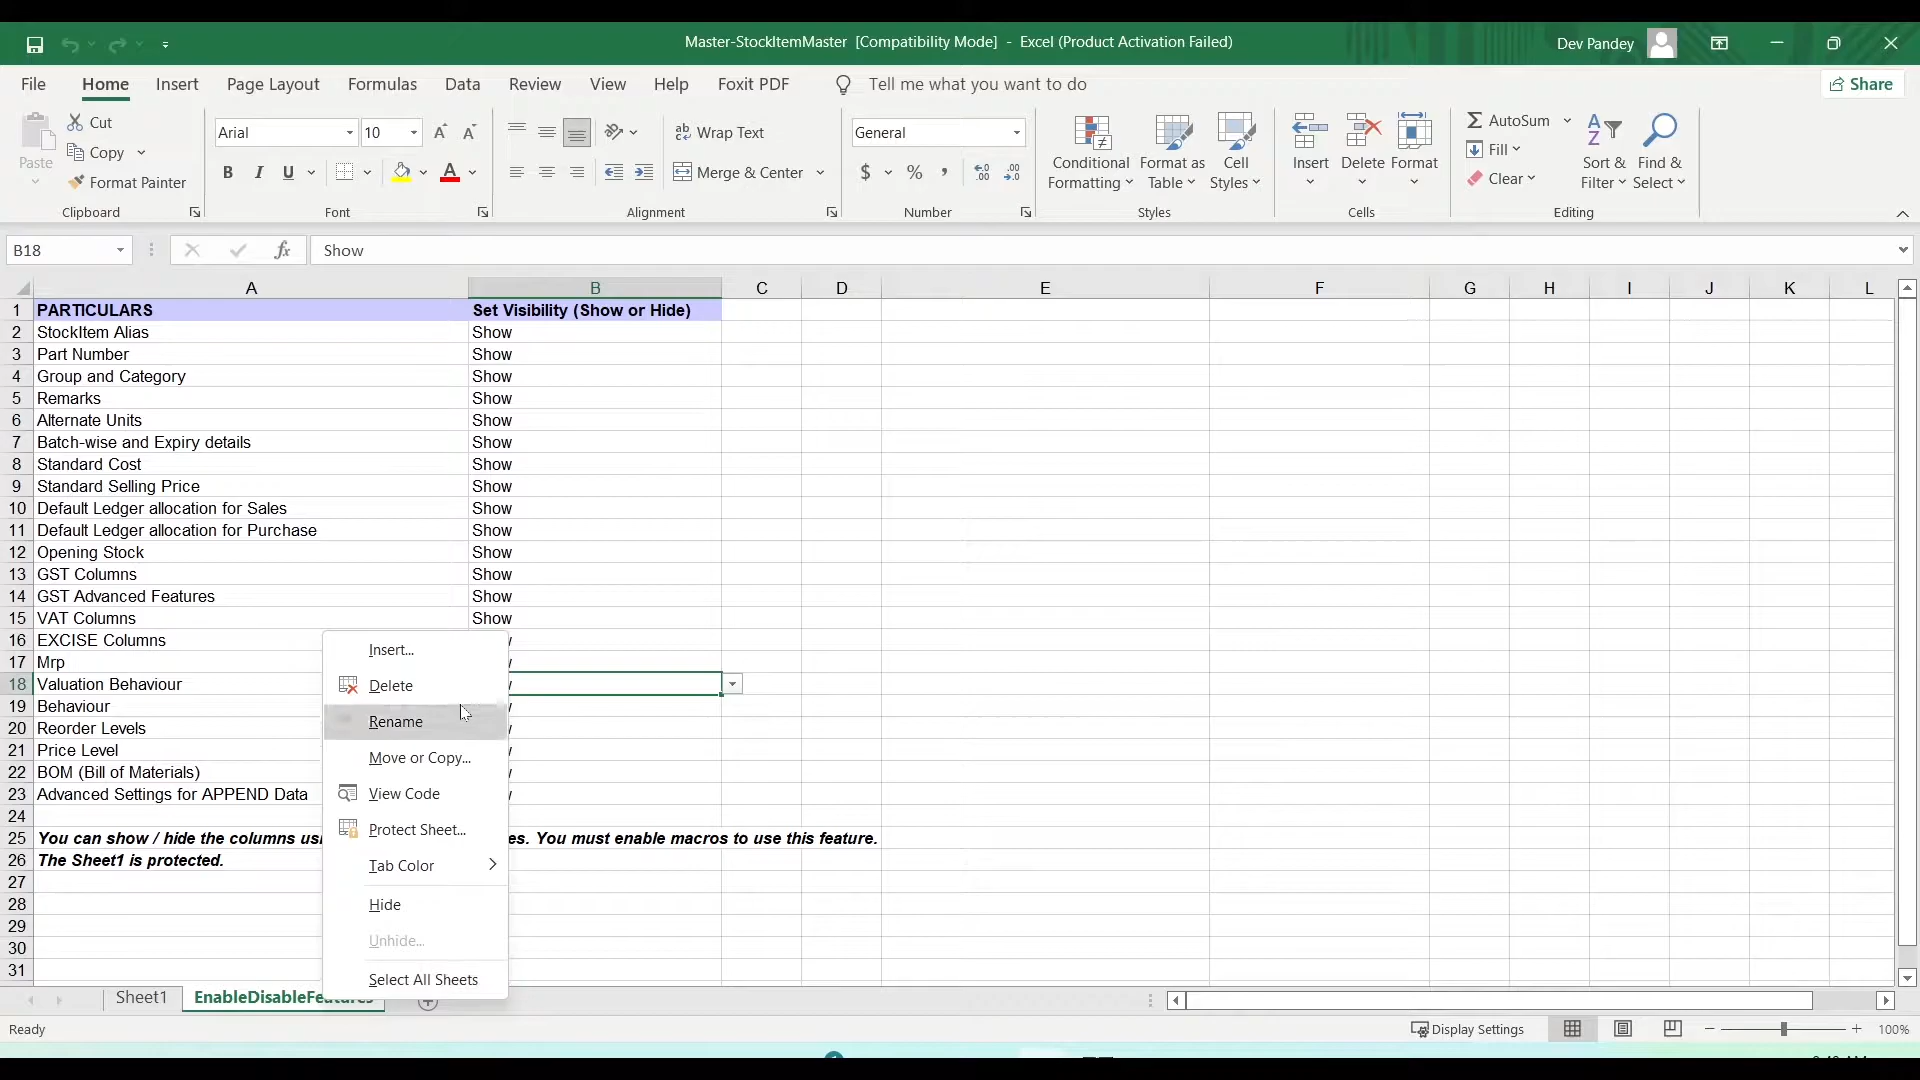 Master-StockItemMaster [Compatibility Mode] - Excel (Product Activation Failed)
Dev Pandey
File Home Insert Page Layout Formulas Data Review View Help Foxit PDF Tell me what you want to do Share
Paste
Cut
Copy
Format Painter
Clipboard
Arial 10
B I U A
Font
Wrap Text
Merge & Center
Alignment
General
$ % ,
Number
Conditional Formatting
Format as Table
Cell Styles
Styles
Insert Delete Format
Cells
AutoSum
Fill
Clear
Sort & Filter
Find & Select
Editing
B18 fx Show
A B C D E F G H I J K L
1 PARTICULARS Set Visibility (Show or Hide)
2 StockItem Alias Show
3 Part Number Show
4 Group and Category Show
5 Remarks Show
6 Alternate Units Show
7 Batch-wise and Expiry details Show
8 Standard Cost Show
9 Standard Selling Price Show
10 Default Ledger allocation for Sales Show
11 Default Ledger allocation for Purchase Show
12 Opening Stock Show
13 GST Columns Show
14 GST Advanced Features Show
15 VAT Columns Show
16 EXCISE Columns
17 Mrp
18 Valuation Behaviour
19 Behaviour
20 Reorder Levels
21 Price Level
22 BOM (Bill of Materials)
23 Advanced Settings for APPEND Data
24
25 You can show / hide the columns es. You must enable macros to use this feature.
26 The Sheet1 is protected.
27
28
29
30
31
Insert...
Delete
Rename
Move or Copy...
View Code
Protect Sheet...
Tab Color
Hide
Unhide...
Select All Sheets
Sheet1 EnableDisableFeatures
Ready Display Settings 100%